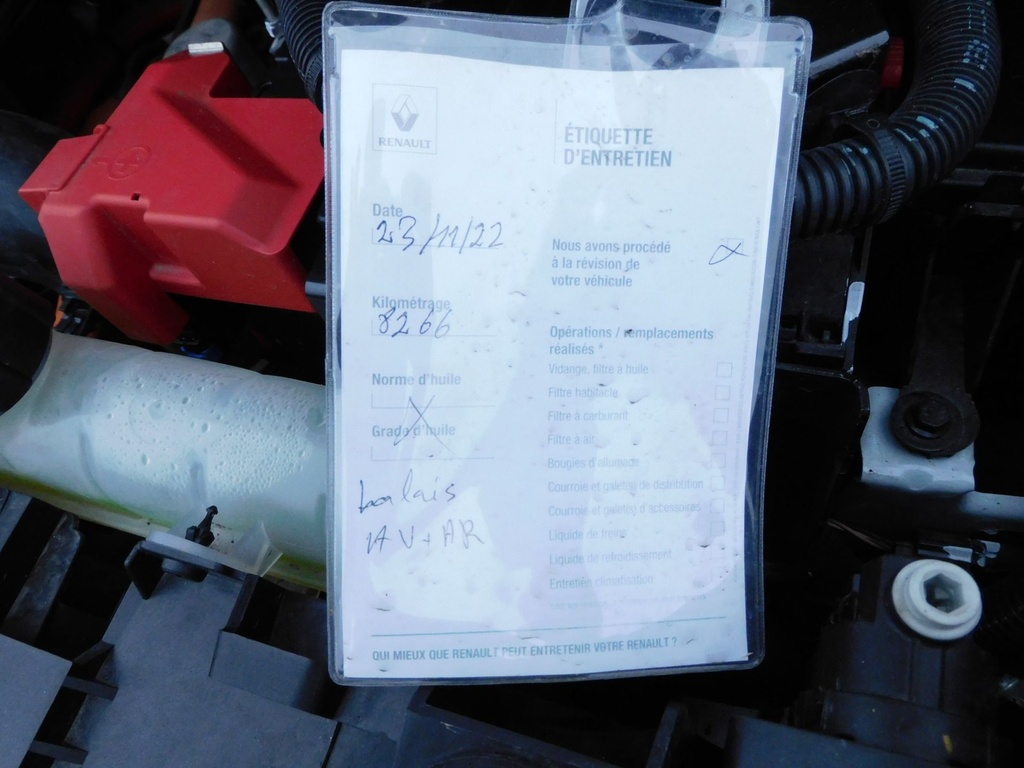 RENAULT
ÉTIQUETTE
D'ENTRETIEN
Date
23/11/22
Kilométrage
8266
Norme d'huile
Grade d'huile
balais
AV + AR
Nous avons procédé
à la révision de
votre véhicule
Opérations / remplacements
réalisés *
Vidange, filtre à huile
Filtre habitacle
Filtre à carburant
Filtre à air
Bougies d'allumage
Courroie et galet(s) de distribution
Courroie et galet(s) d'accessoires
Liquide de freins
Liquide de refroidissement
Entretien climatisation
QUI MIEUX QUE RENAULT PEUT ENTRETENIR VOTRE RENAULT ?